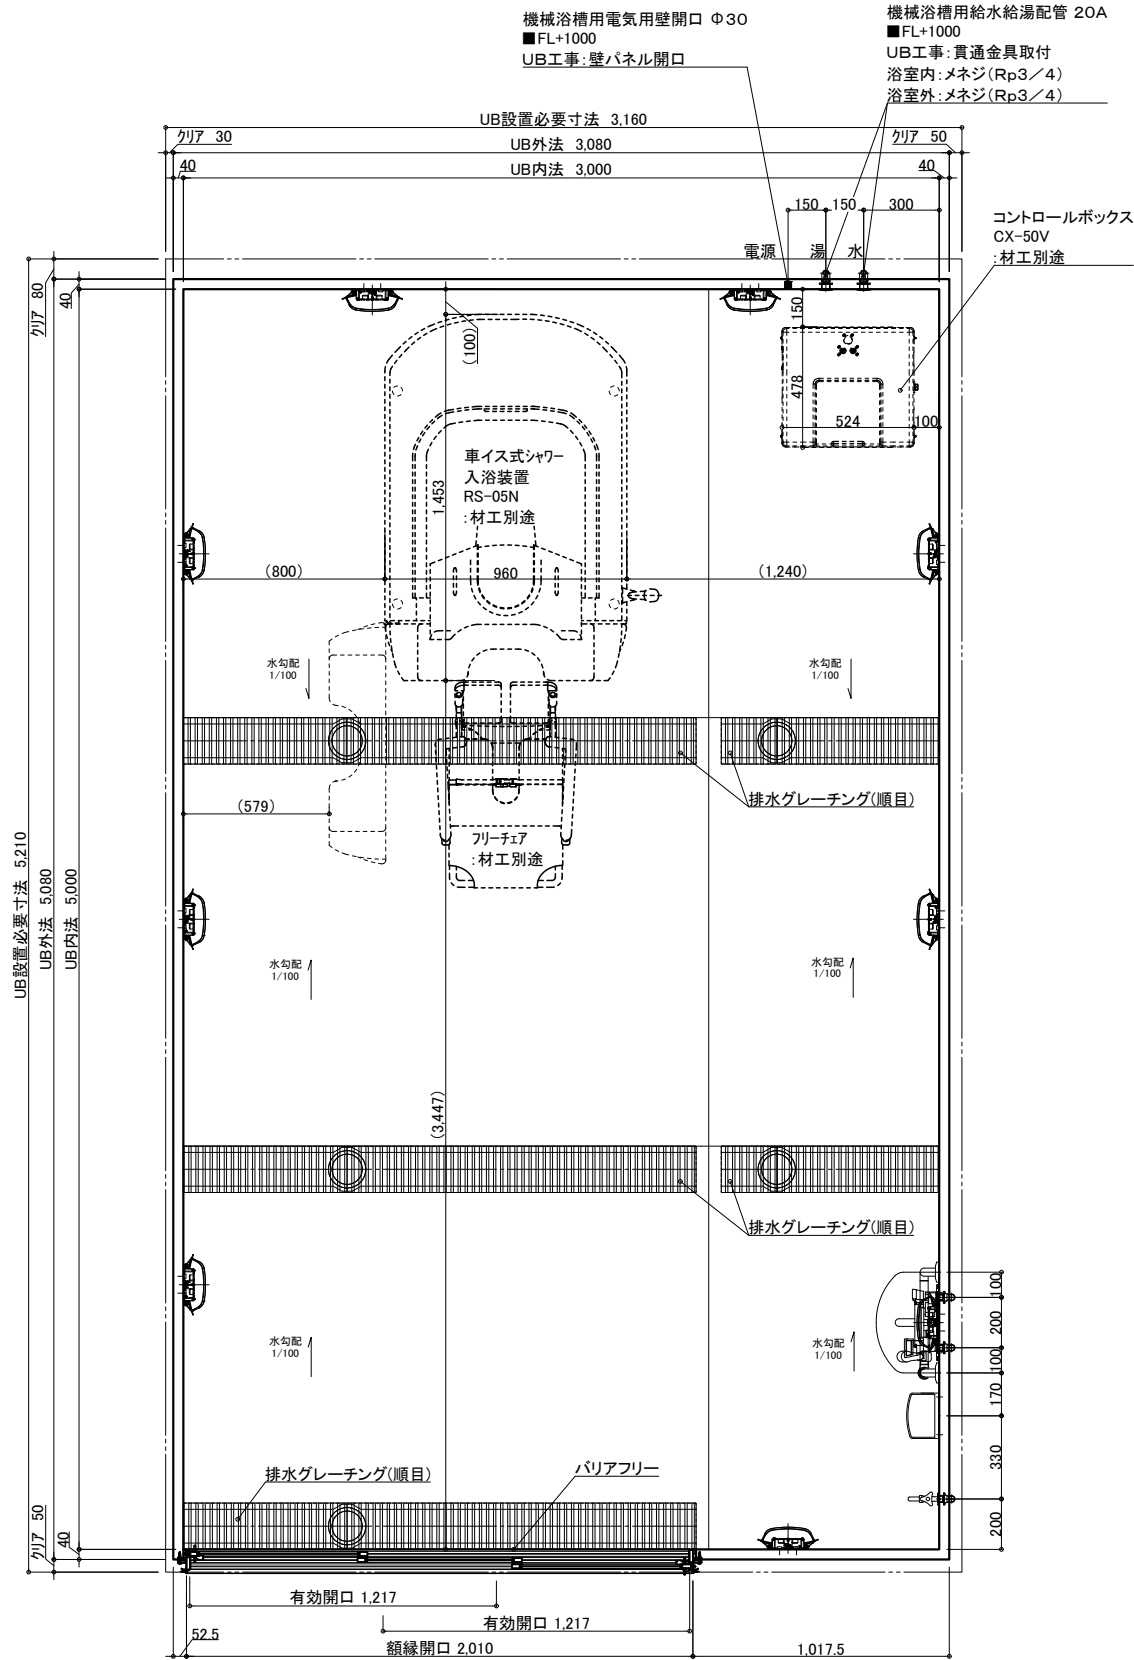 機械浴槽用電気用壁開口 Φ30
■FL+1000
UB工事:壁パネル開口
機械浴槽用給水給湯配管 20A
■FL+1000
UB工事:貫通金具取付
浴室内:メネジ(Rp3／4)
浴室外:メネジ(Rp3／4)
UB設置必要寸法 3,160
クリア 30
UB外法 3,080
クリア 50
40
UB内法 3,000
40
150
150
300
コントロールボックス
CX-50V
:材工別途
電源
湯
水
クリア 80
40
(100)
150
478
524
100
車イス式シャワー
入浴装置
RS-05N
:材工別途
1,453
(800)
960
(1,240)
水勾配
1/100
水勾配
1/100
排水グレーチング(順目)
(579)
フリーチェア
:材工別途
UB設置必要寸法 5,210
UB外法 5,080
UB内法 5,000
水勾配
1/100
水勾配
1/100
(3,447)
排水グレーチング(順目)
100
200
100
170
330
200
水勾配
1/100
水勾配
1/100
排水グレーチング(順目)
バリアフリー
クリア 50
40
有効開口 1,217
有効開口 1,217
52.5
額縁開口 2,010
1,017.5